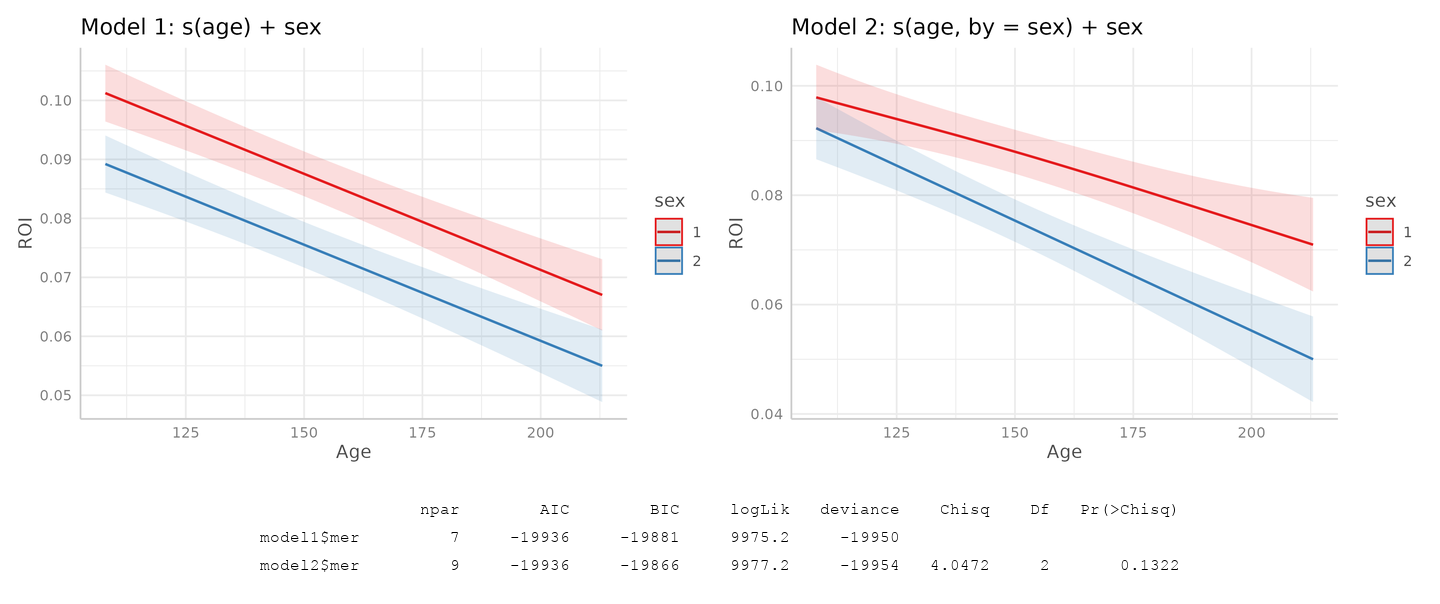 Model 1: s(age) + sex
0.10
0.09
0.08
0.07
0.06
0.05
ROI
125 150 175 200
Age
sex
1
2
Model 2: s(age, by = sex) + sex
0.10
0.08
0.06
0.04
ROI
125 150 175 200
Age
sex
1
2
npar AIC BIC logLik deviance Chisq Df Pr(>Chisq)
model1$mer 7 -19936 -19881 9975.2 -19950
model2$mer 9 -19936 -19866 9977.2 -19954 4.0472 2 0.1322